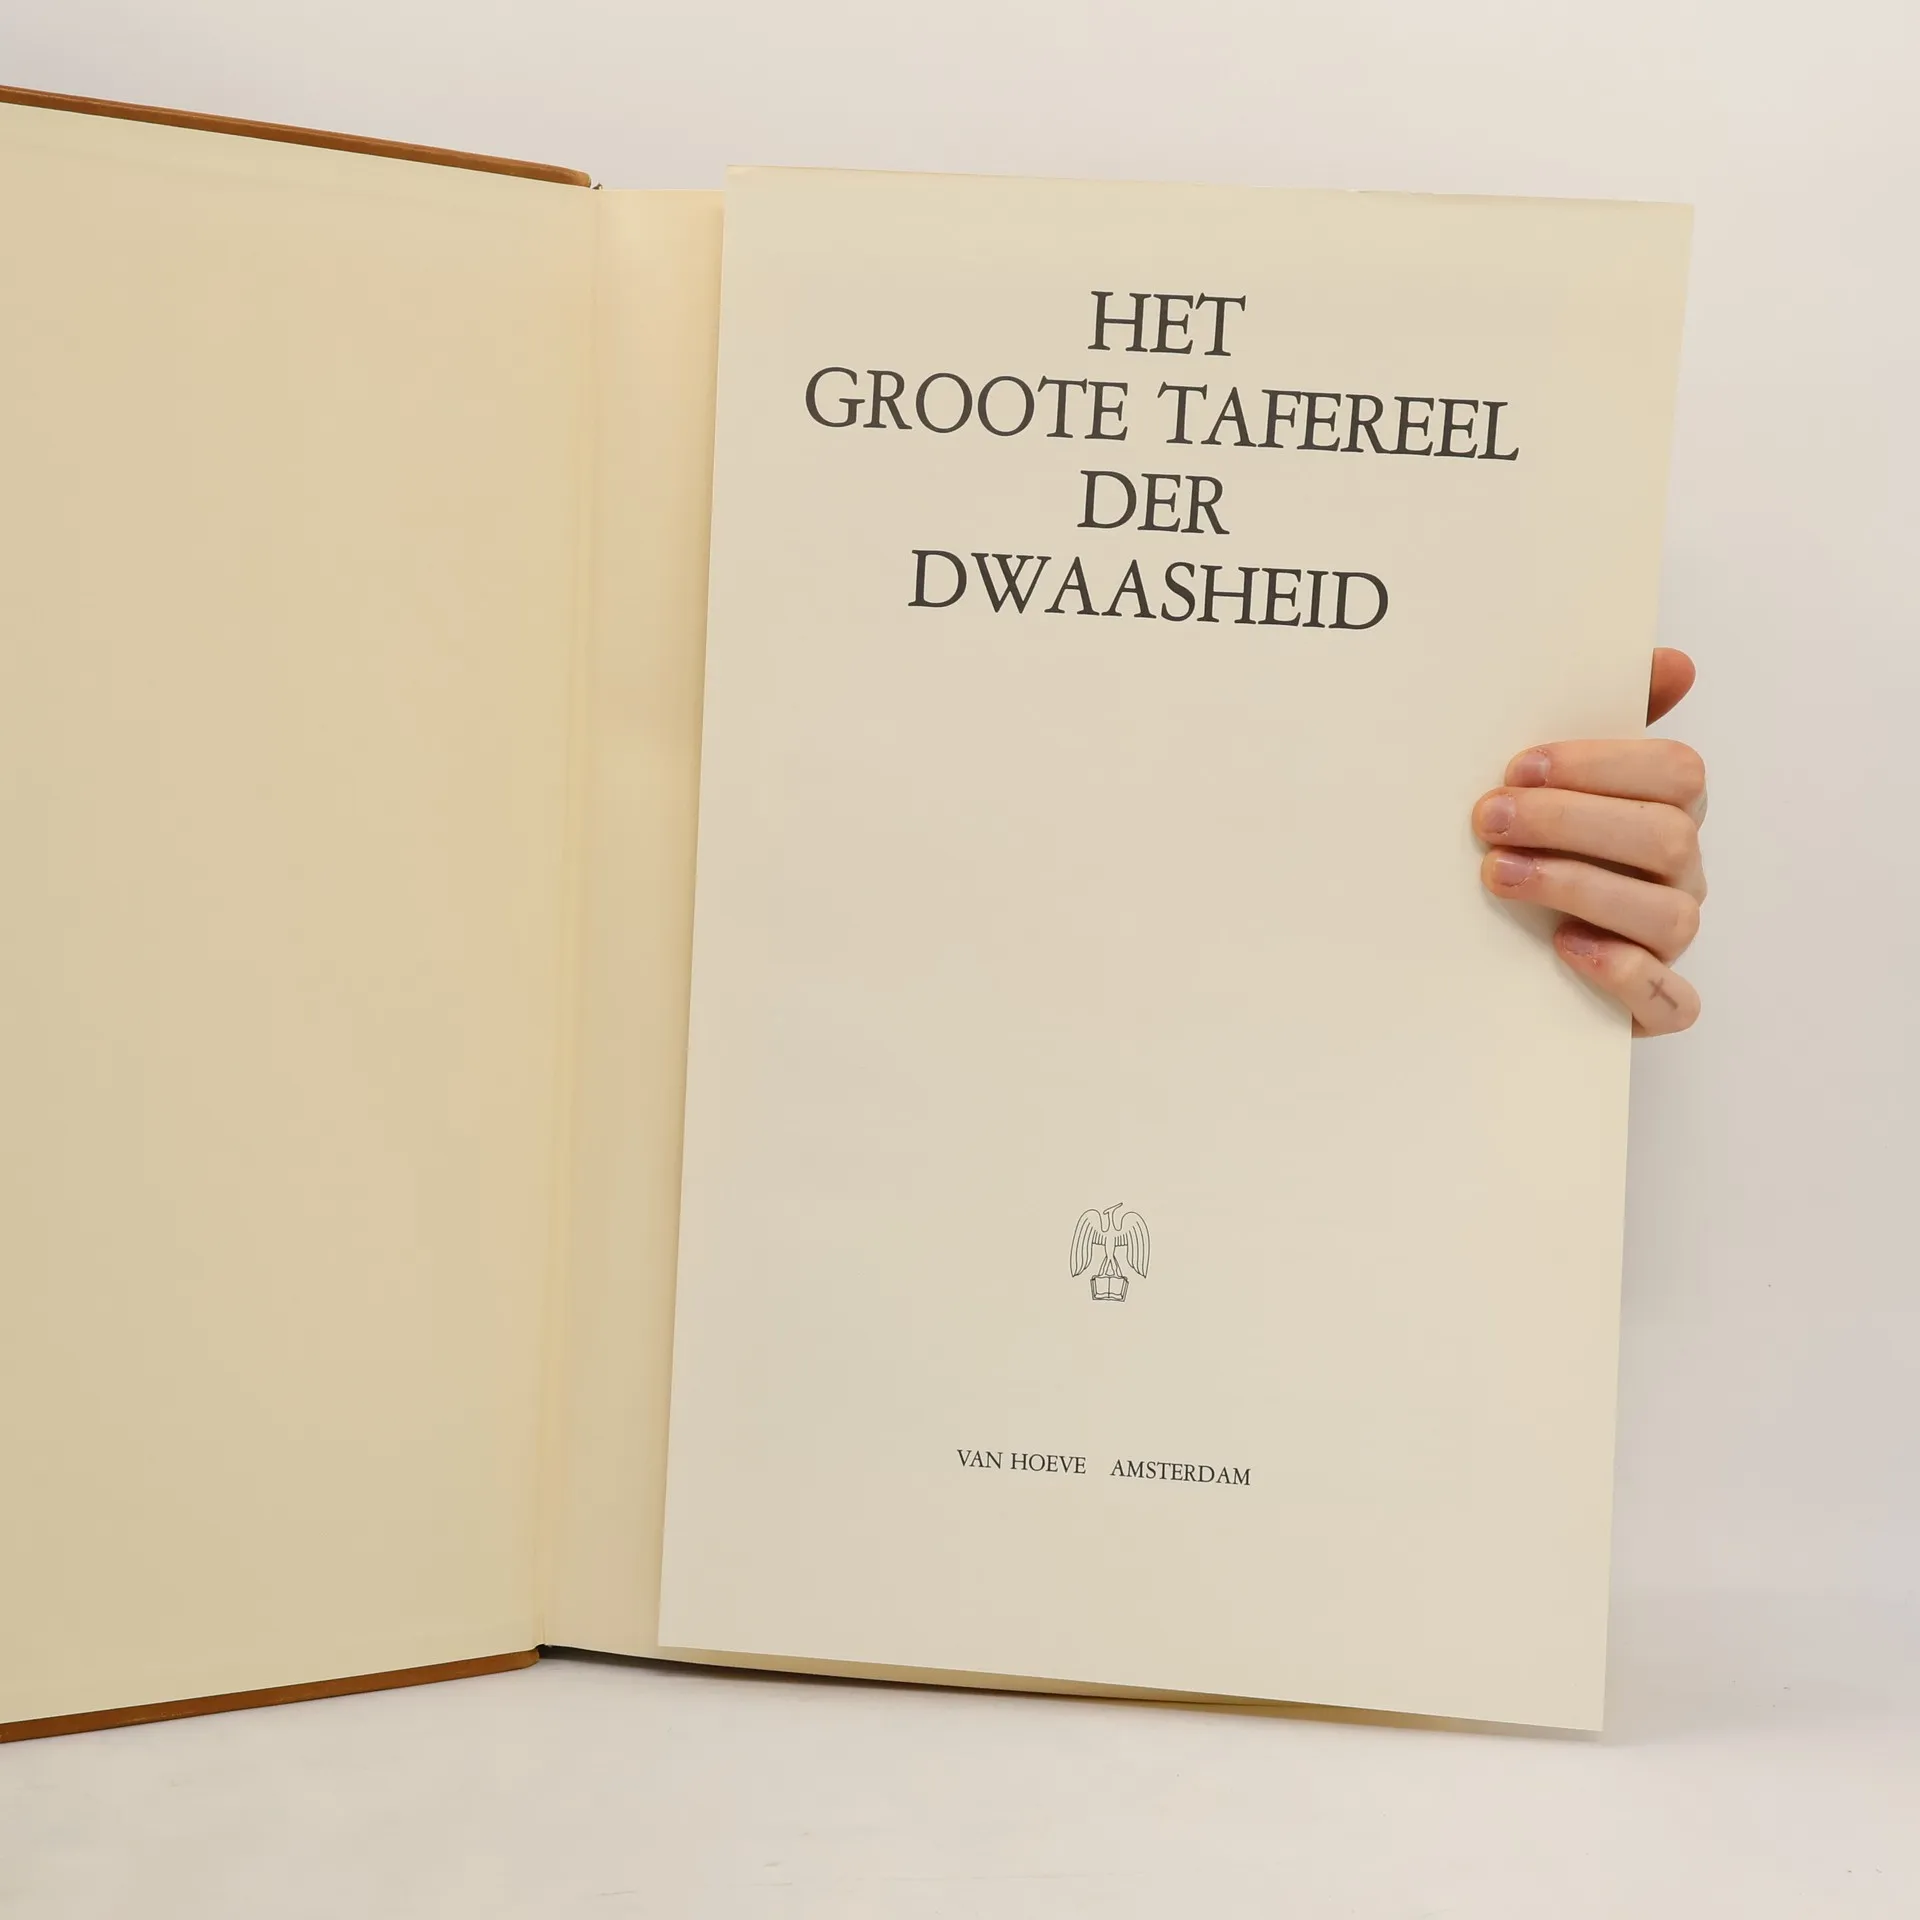 HET
GROOTE TAFEREEL
DER
DWAASHEID
VAN HOEVE AMSTERDAM